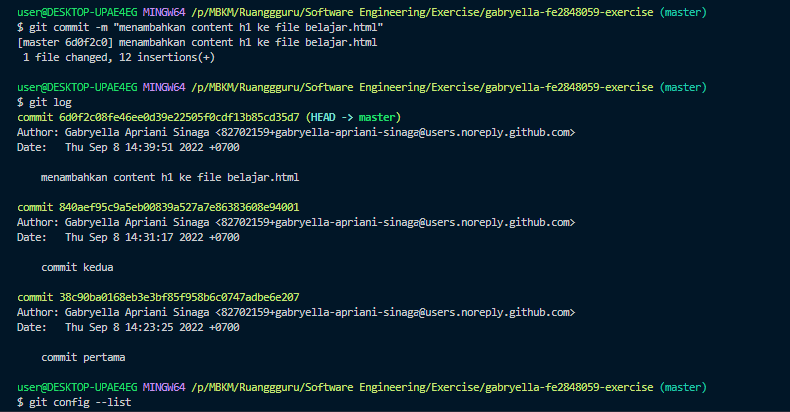 user@DESKTOP-UPAE4EG MINGW64 /p/MBKM/Ruanggguru/Software Engineering/Exercise/gabryella-fe2848059-exercise (master)
$ git commit -m "menambahkan content h1 ke file belajar.html"
[master 6d0f2c0] menambahkan content h1 ke file belajar.html
 1 file changed, 12 insertions(+)

user@DESKTOP-UPAE4EG MINGW64 /p/MBKM/Ruanggguru/Software Engineering/Exercise/gabryella-fe2848059-exercise (master)
$ git log
commit 6d0f2c08fe46ee0d39e22505f0cdf13b85cd35d7 (HEAD -> master)
Author: Gabryella Apriani Sinaga <82702159+gabryella-apriani-sinaga@users.noreply.github.com>
Date:   Thu Sep 8 14:39:51 2022 +0700

    menambahkan content h1 ke file belajar.html

commit 840aef95c9a5eb00839a527a7e86383608e94001
Author: Gabryella Apriani Sinaga <82702159+gabryella-apriani-sinaga@users.noreply.github.com>
Date:   Thu Sep 8 14:31:17 2022 +0700

    commit kedua

commit 38c90ba0168eb3e3bf85f958b6c0747adbe6e207
Author: Gabryella Apriani Sinaga <82702159+gabryella-apriani-sinaga@users.noreply.github.com>
Date:   Thu Sep 8 14:23:25 2022 +0700

    commit pertama

user@DESKTOP-UPAE4EG MINGW64 /p/MBKM/Ruanggguru/Software Engineering/Exercise/gabryella-fe2848059-exercise (master)
$ git config --list